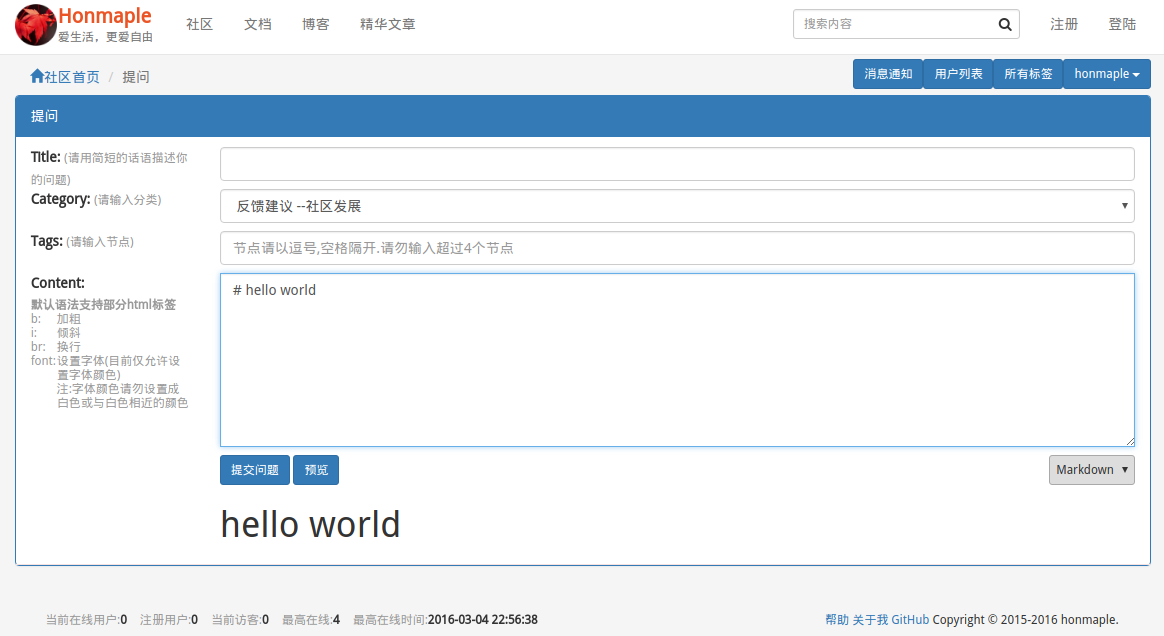 Honmaple
爱生活，更爱自由
社区 文档 博客 精华文章
搜索内容
注册 登陆
社区首页 / 提问
消息通知 用户列表 所有标签 honmaple
提问
Title: (请用简短的话语描述你
的问题)
Category: (请输入分类)
反馈建议 --社区发展
Tags: (请输入节点)
节点请以逗号,空格隔开.请勿输入超过4个节点
Content:
# hello world
默认语法支持部分html标签
b: 加粗
i: 倾斜
br: 换行
font: 设置字体(目前仅允许设
置字体颜色)
注:字体颜色请勿设置成
白色或与白色相近的颜色
提交问题 预览
Markdown
hello world
当前在线用户:0 注册用户:0 当前访客:0 最高在线:4 最高在线时间:2016-03-04 22:56:38
帮助 关于我 GitHub Copyright © 2015-2016 honmaple.